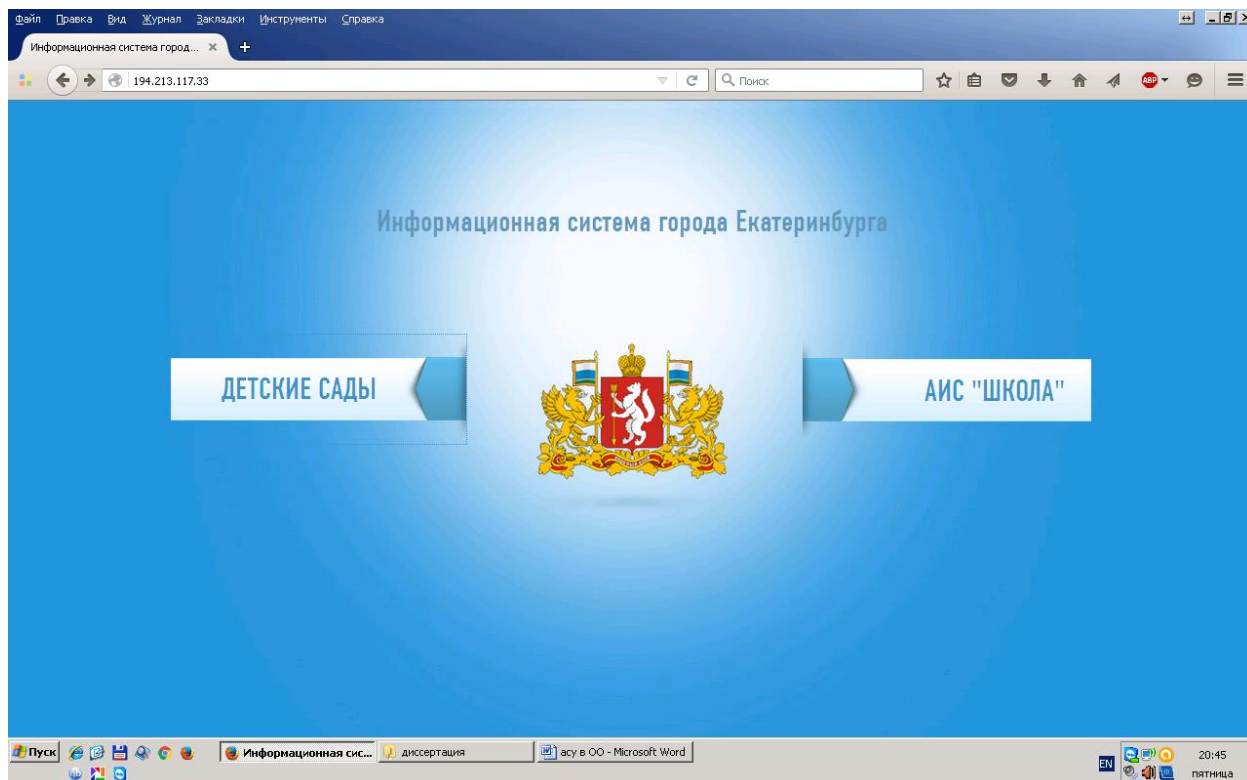 Файл Правка Вид Журнал Закладки Инструменты Справка
Информационная система город... × +
194.213.117.33 Поиск ABP
Информационная система города Екатеринбурга
ДЕТСКИЕ САДЫ АИС "ШКОЛА"
Пуск Информационная сис... диссертация асу в ОО - Microsoft Word EN 20:45
пятница